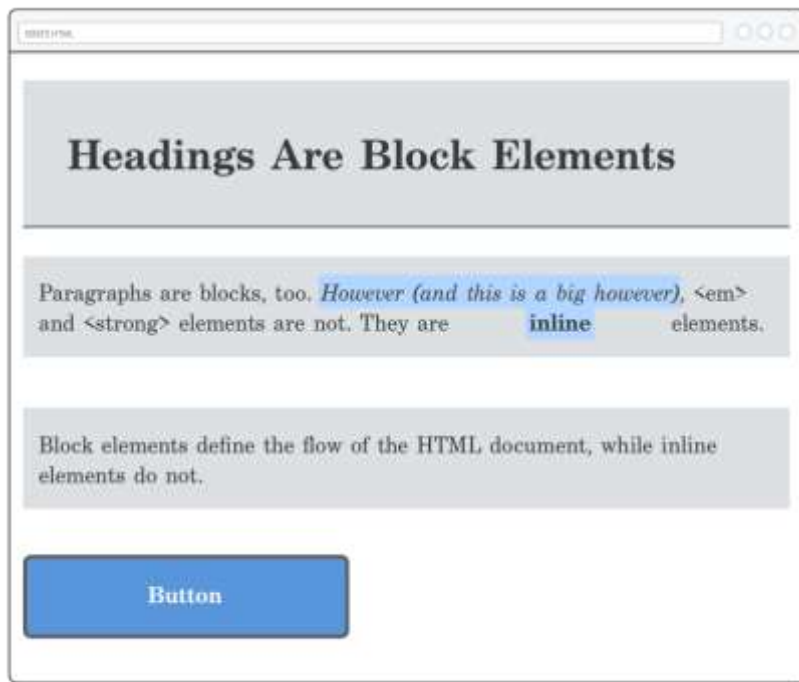 Headings Are Block Elements
Paragraphs are blocks, too. However (and this is a big however), <em>
and <strong> elements are not. They are inline elements.
Block elements define the flow of the HTML document, while inline
elements do not.
Button